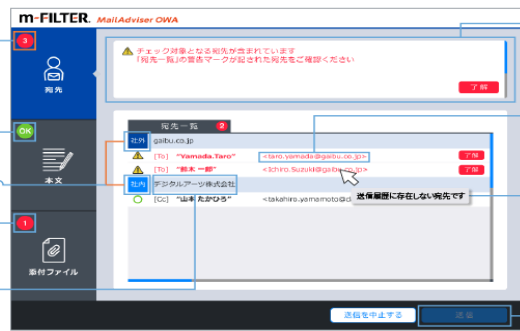 m-FILTER. MailAdviser OWA
3
宛先
チェック対象となる宛先が含まれています
「宛先一覧」の警告マークが記された宛先をご確認ください
了解
OK
本文
宛先一覧 2
社外 gaibu.co.jp
[To] "Yamada.Taro" <taro.yamada@gaibu.co.jp> 了解
[To] "鈴木 一郎" <Ichiro.Suzuki@gaibu.co.jp> 了解
社内 デジタルアーツ株式会社
送信履歴に存在しない宛先です
[Cc] "山本 たかひろ" <takahiro.yamamoto@d
1
添付ファイル
送信を中止する
送信